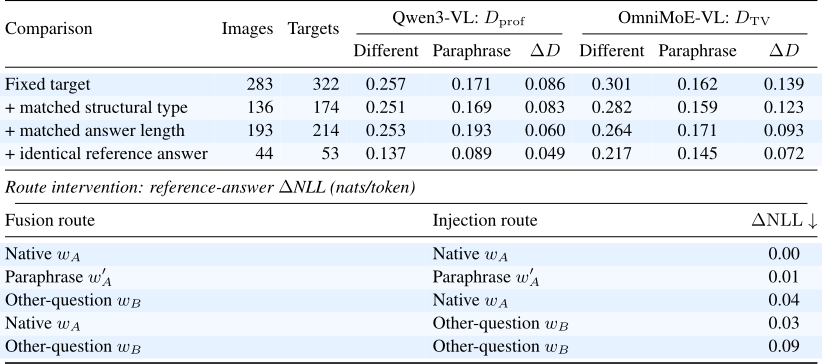 Comparison Images Targets Qwen3-VL: D_prof OmniMoE-VL: D_TV
Different Paraphrase ΔD Different Paraphrase ΔD
Fixed target 283 322 0.257 0.171 0.086 0.301 0.162 0.139
+ matched structural type 136 174 0.251 0.169 0.083 0.282 0.159 0.123
+ matched answer length 193 214 0.253 0.193 0.060 0.264 0.171 0.093
+ identical reference answer 44 53 0.137 0.089 0.049 0.217 0.145 0.072
Route intervention: reference-answer ΔNLL (nats/token)
Fusion route Injection route ΔNLL ↓
Native w_A Native w_A 0.00
Paraphrase w′_A Paraphrase w′_A 0.01
Other-question w_B Native w_A 0.04
Native w_A Other-question w_B 0.03
Other-question w_B Other-question w_B 0.09